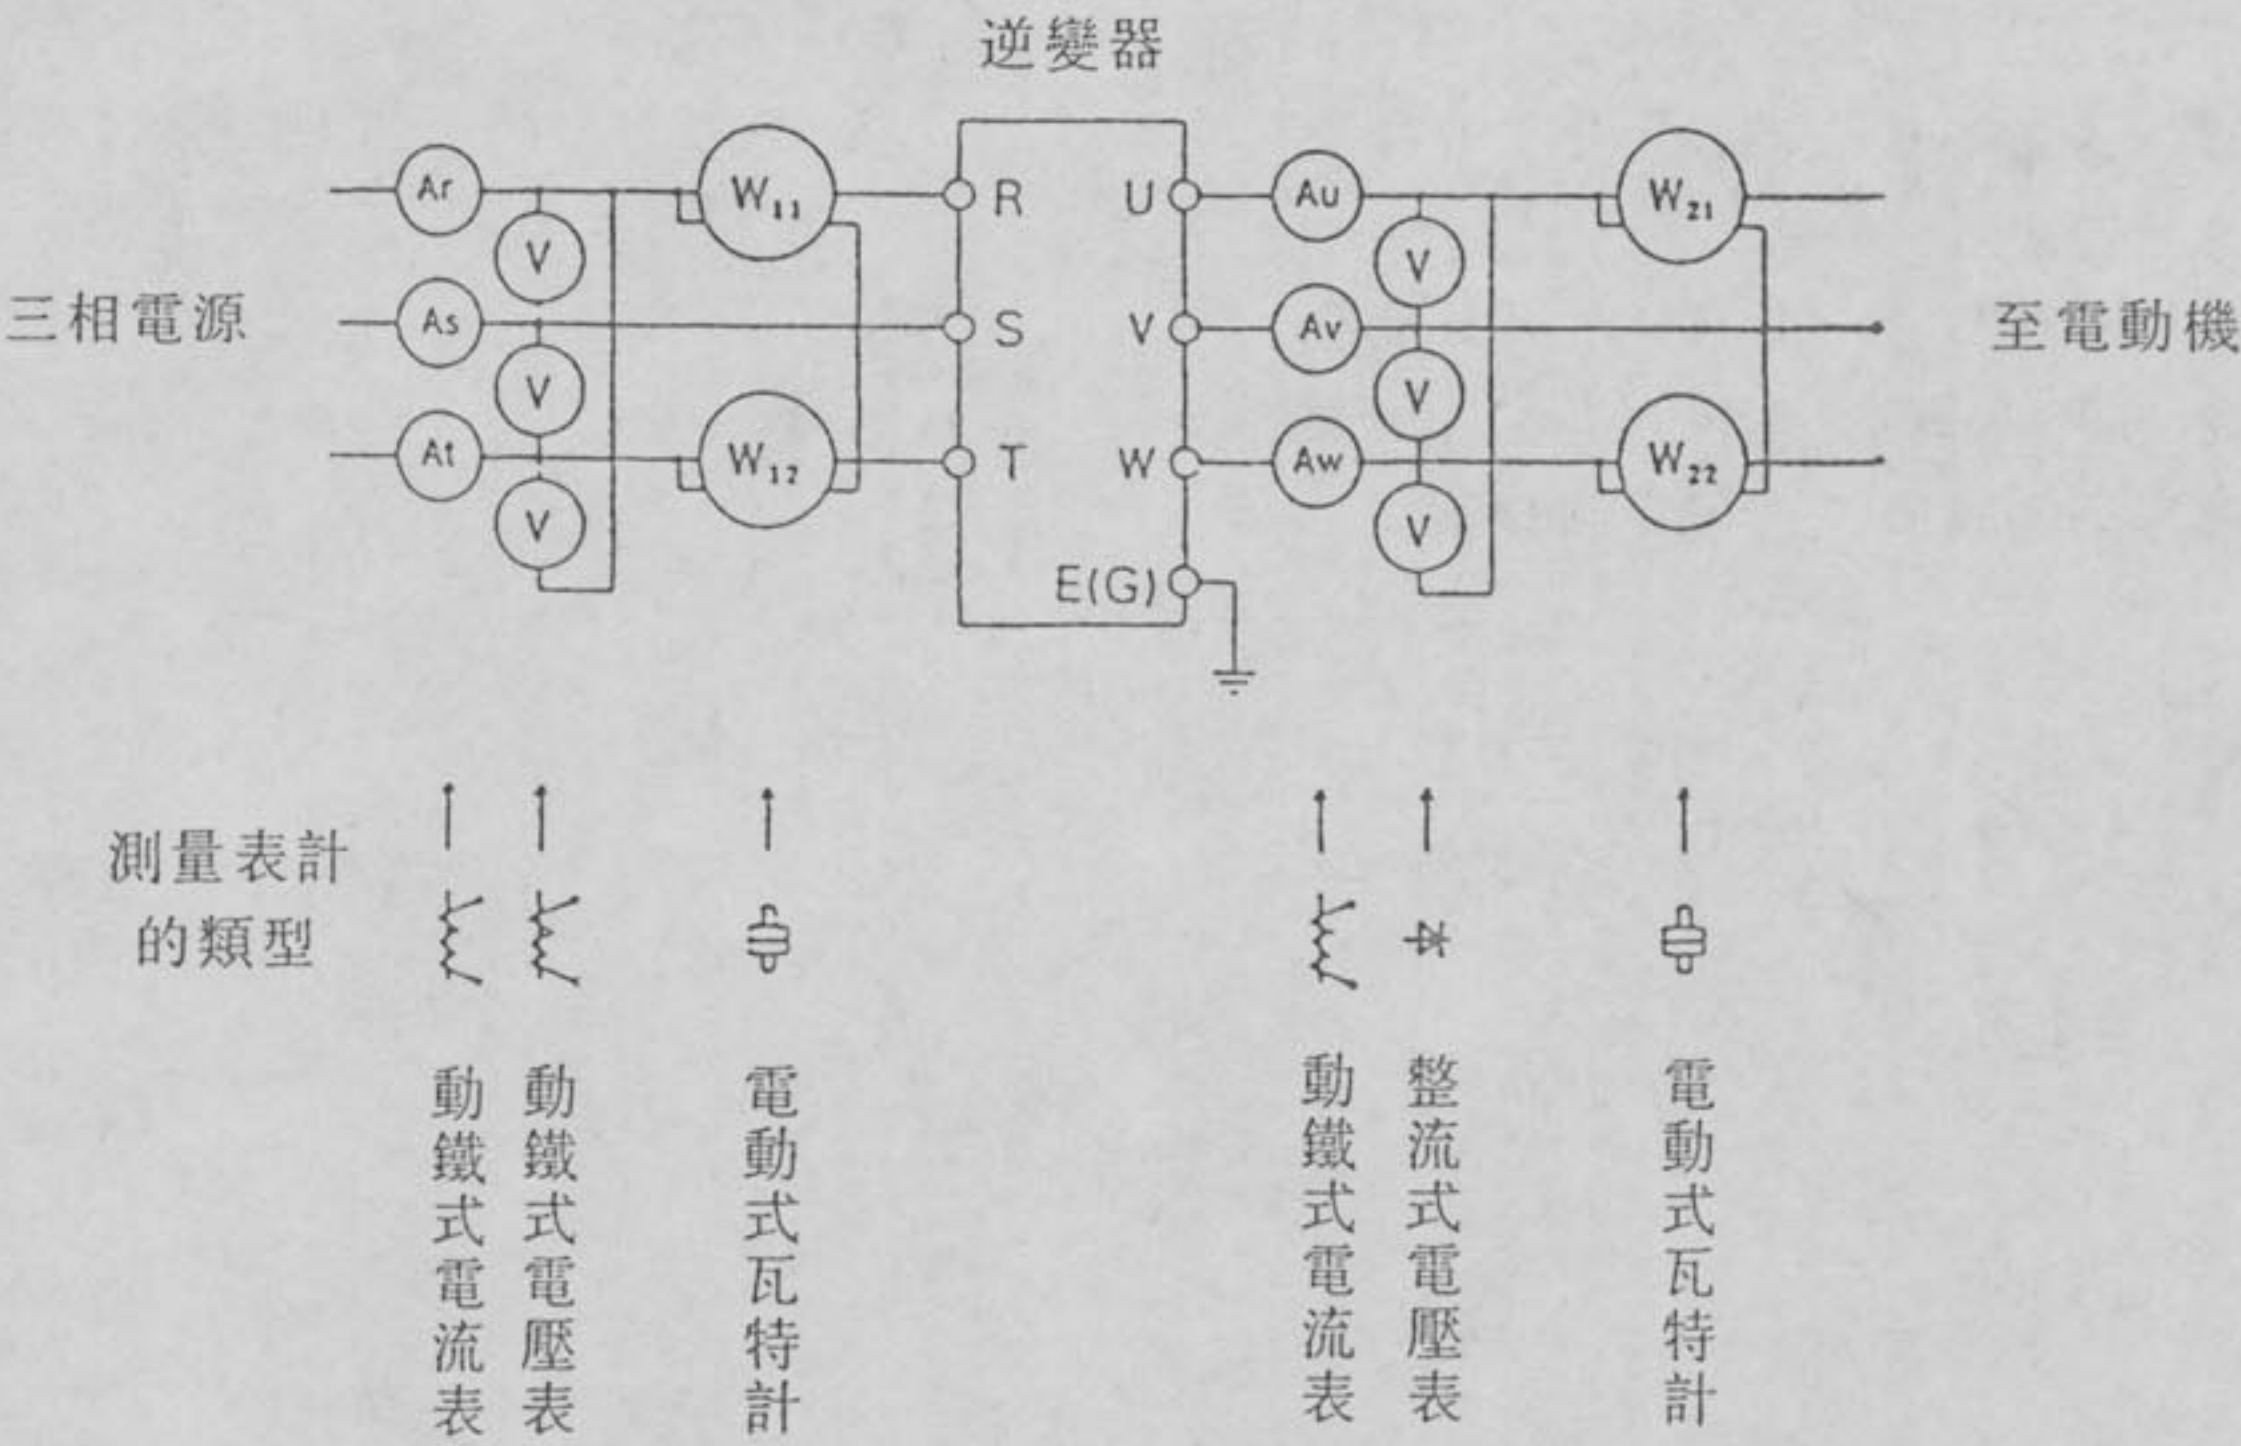 逆變器
Ar
W₁₁
R
U
Au
W₂₁
V
V
三相電源
As
S
V
Av
至電動機
V
V
At
W₁₂
T
W
Aw
W₂₂
V
V
E(G)
測量表計
的類型
動鐵式電流表
動鐵式電壓表
電動式瓦特計
動鐵式電流表
整流式電壓表
電動式瓦特計